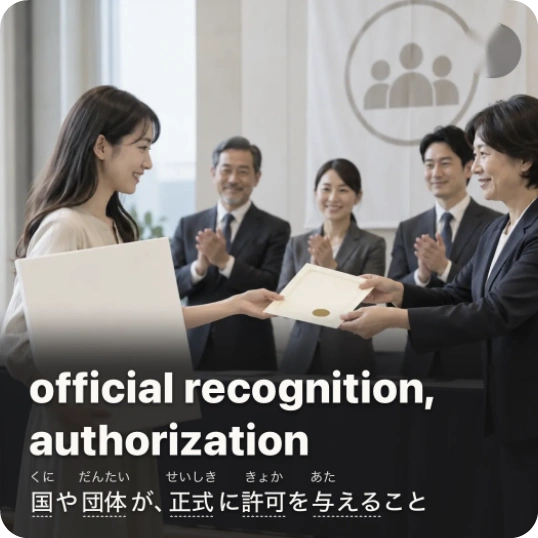 official recognition,
authorization
くに だんたい せいしき きょか あた
国や団体が、正式に許可を与えること